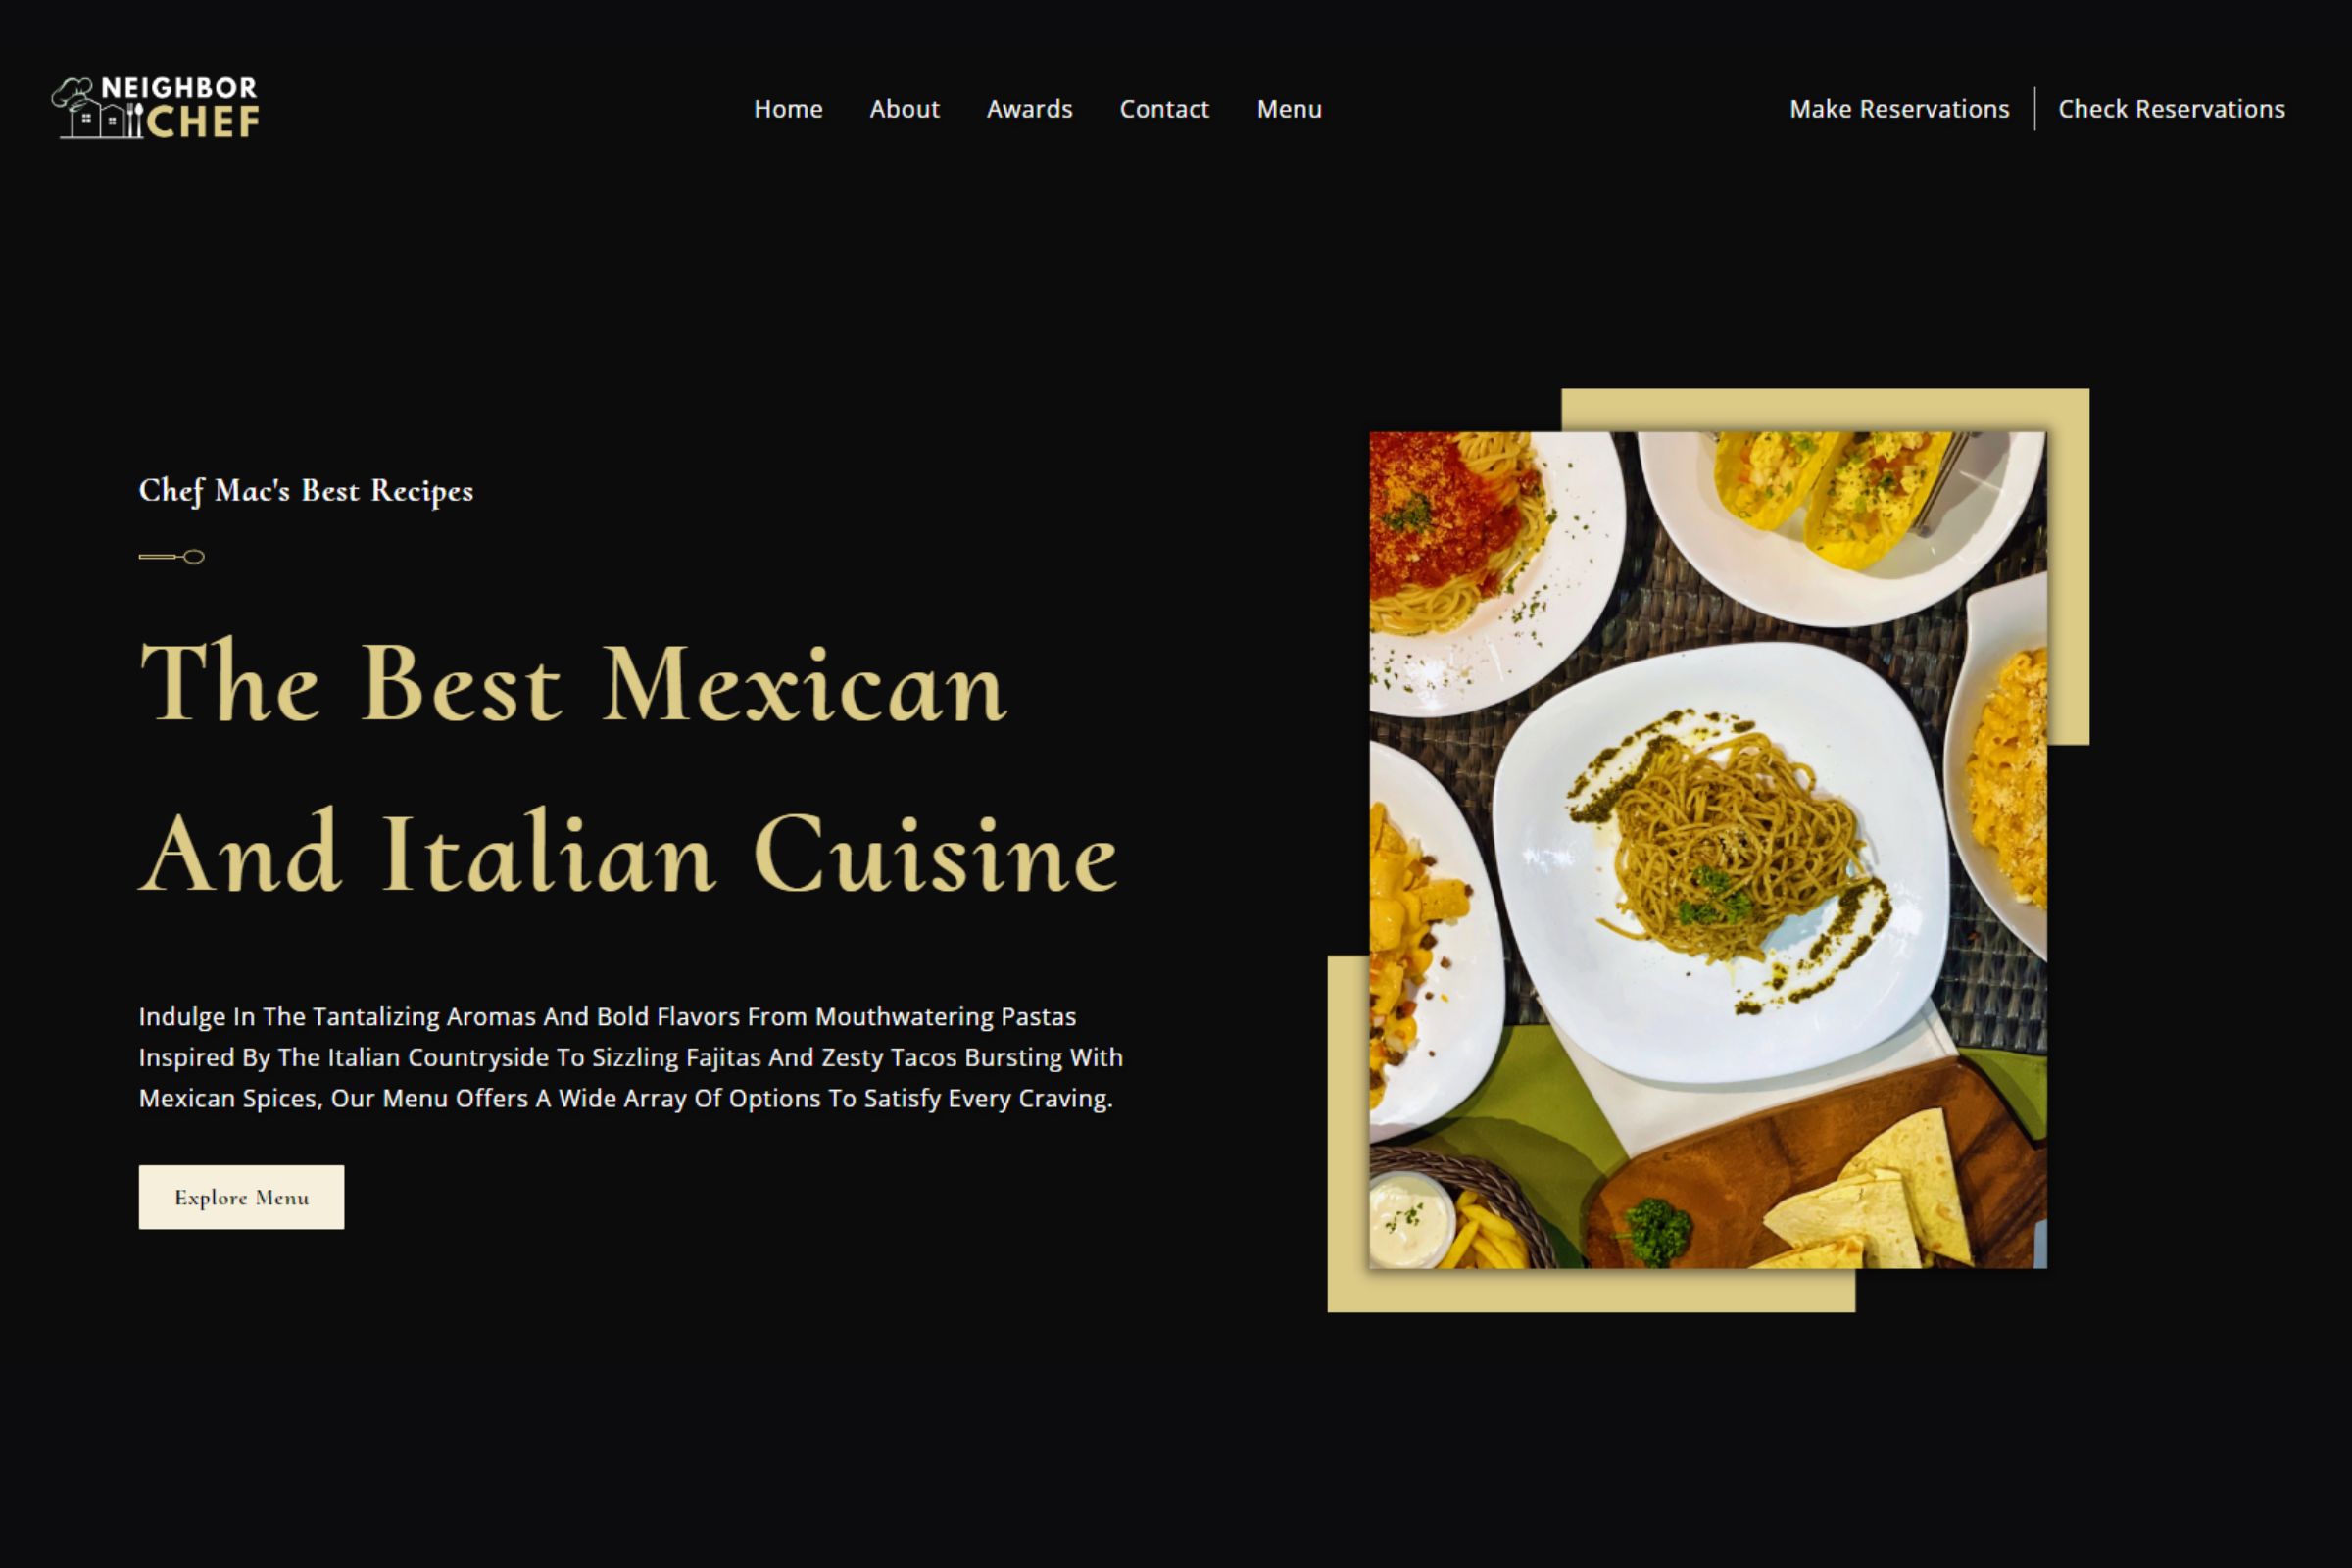 NEIGHBOR
CHEF
Home About Awards Contact Menu
Make Reservations Check Reservations
Chef Mac's Best Recipes
The Best Mexican
And Italian Cuisine
Indulge In The Tantalizing Aromas And Bold Flavors From Mouthwatering Pastas
Inspired By The Italian Countryside To Sizzling Fajitas And Zesty Tacos Bursting With
Mexican Spices, Our Menu Offers A Wide Array Of Options To Satisfy Every Craving.
Explore Menu